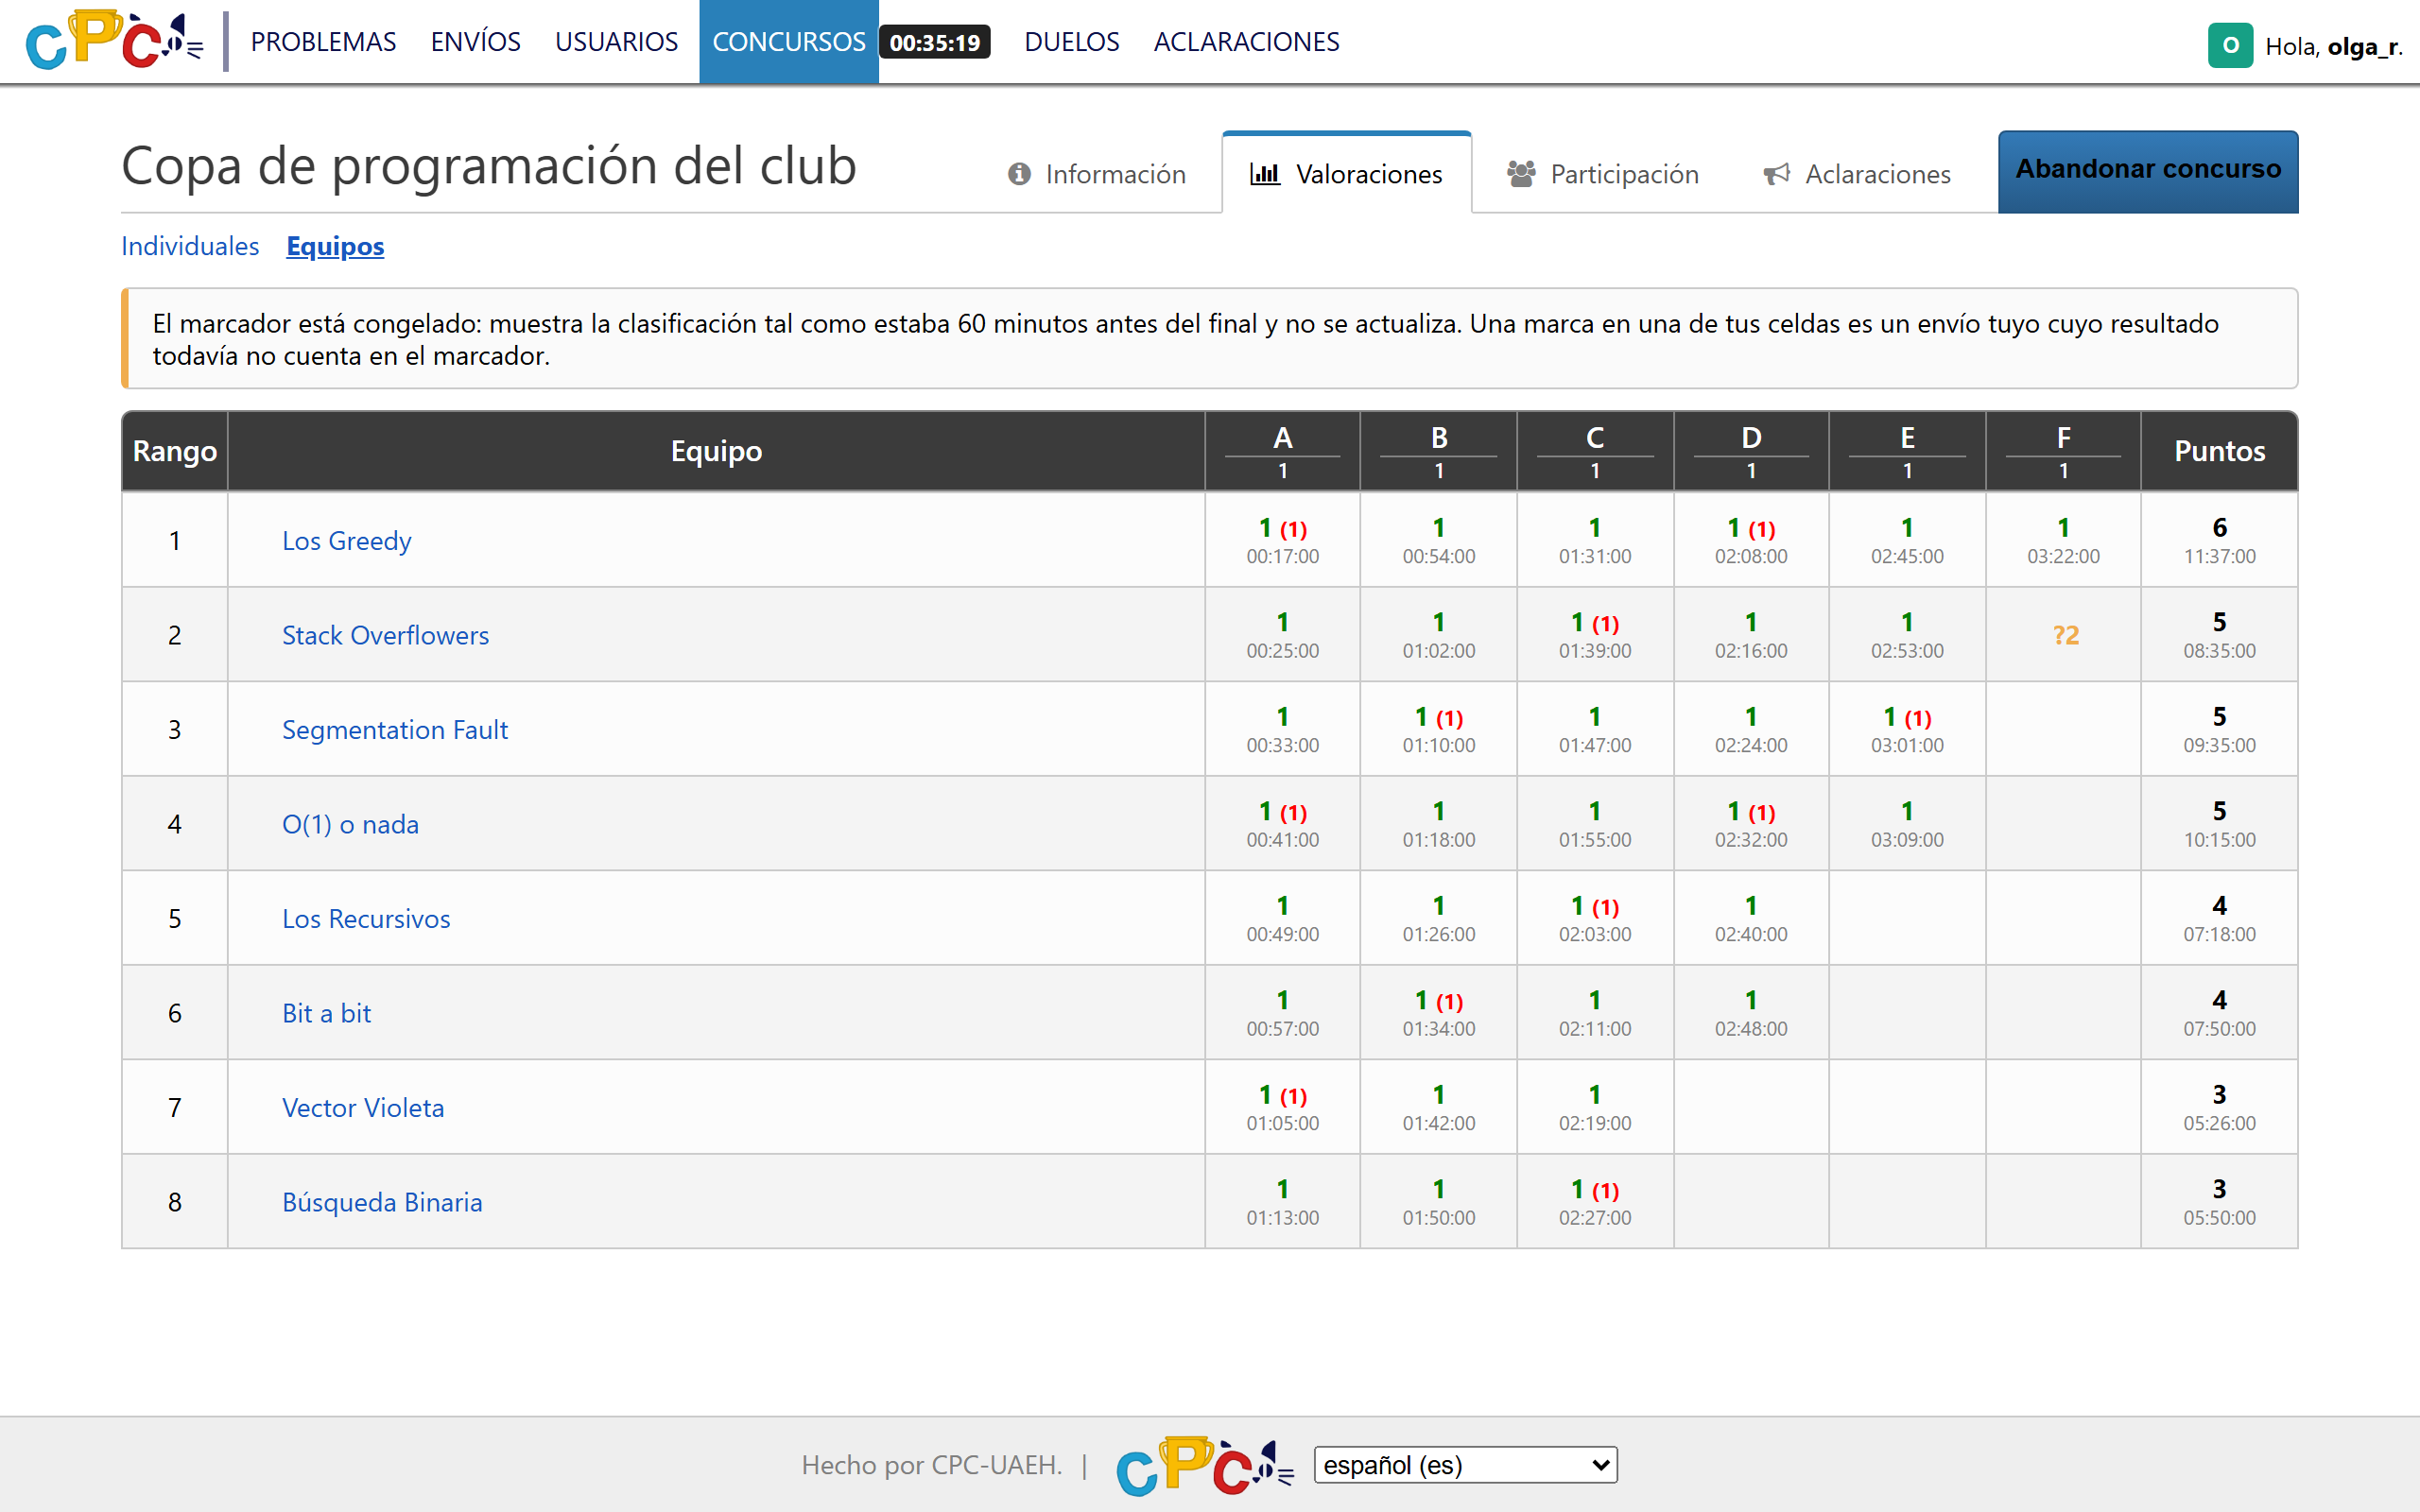 CPC
PROBLEMAS ENVÍOS USUARIOS CONCURSOS 00:35:19 DUELOS ACLARACIONES
O Hola, olga_r.
Copa de programación del club
Información Valoraciones Participación Aclaraciones Abandonar concurso
Individuales Equipos
El marcador está congelado: muestra la clasificación tal como estaba 60 minutos antes del final y no se actualiza. Una marca en una de tus celdas es un envío tuyo cuyo resultado
todavía no cuenta en el marcador.
Rango Equipo A B C D E F Puntos
1 1 1 1 1 1
1 Los Greedy 1 (1) 1 1 1 (1) 1 1 6
00:17:00 00:54:00 01:31:00 02:08:00 02:45:00 03:22:00 11:37:00
2 Stack Overflowers 1 1 1 (1) 1 1 ?2 5
00:25:00 01:02:00 01:39:00 02:16:00 02:53:00 08:35:00
3 Segmentation Fault 1 1 (1) 1 1 1 (1) 5
00:33:00 01:10:00 01:47:00 02:24:00 03:01:00 09:35:00
4 O(1) o nada 1 (1) 1 1 1 (1) 1 5
00:41:00 01:18:00 01:55:00 02:32:00 03:09:00 10:15:00
5 Los Recursivos 1 1 1 (1) 1 4
00:49:00 01:26:00 02:03:00 02:40:00 07:18:00
6 Bit a bit 1 1 (1) 1 1 4
00:57:00 01:34:00 02:11:00 02:48:00 07:50:00
7 Vector Violeta 1 (1) 1 1 3
01:05:00 01:42:00 02:19:00 05:26:00
8 Búsqueda Binaria 1 1 1 (1) 3
01:13:00 01:50:00 02:27:00 05:50:00
Hecho por CPC-UAEH. | CPC español (es)